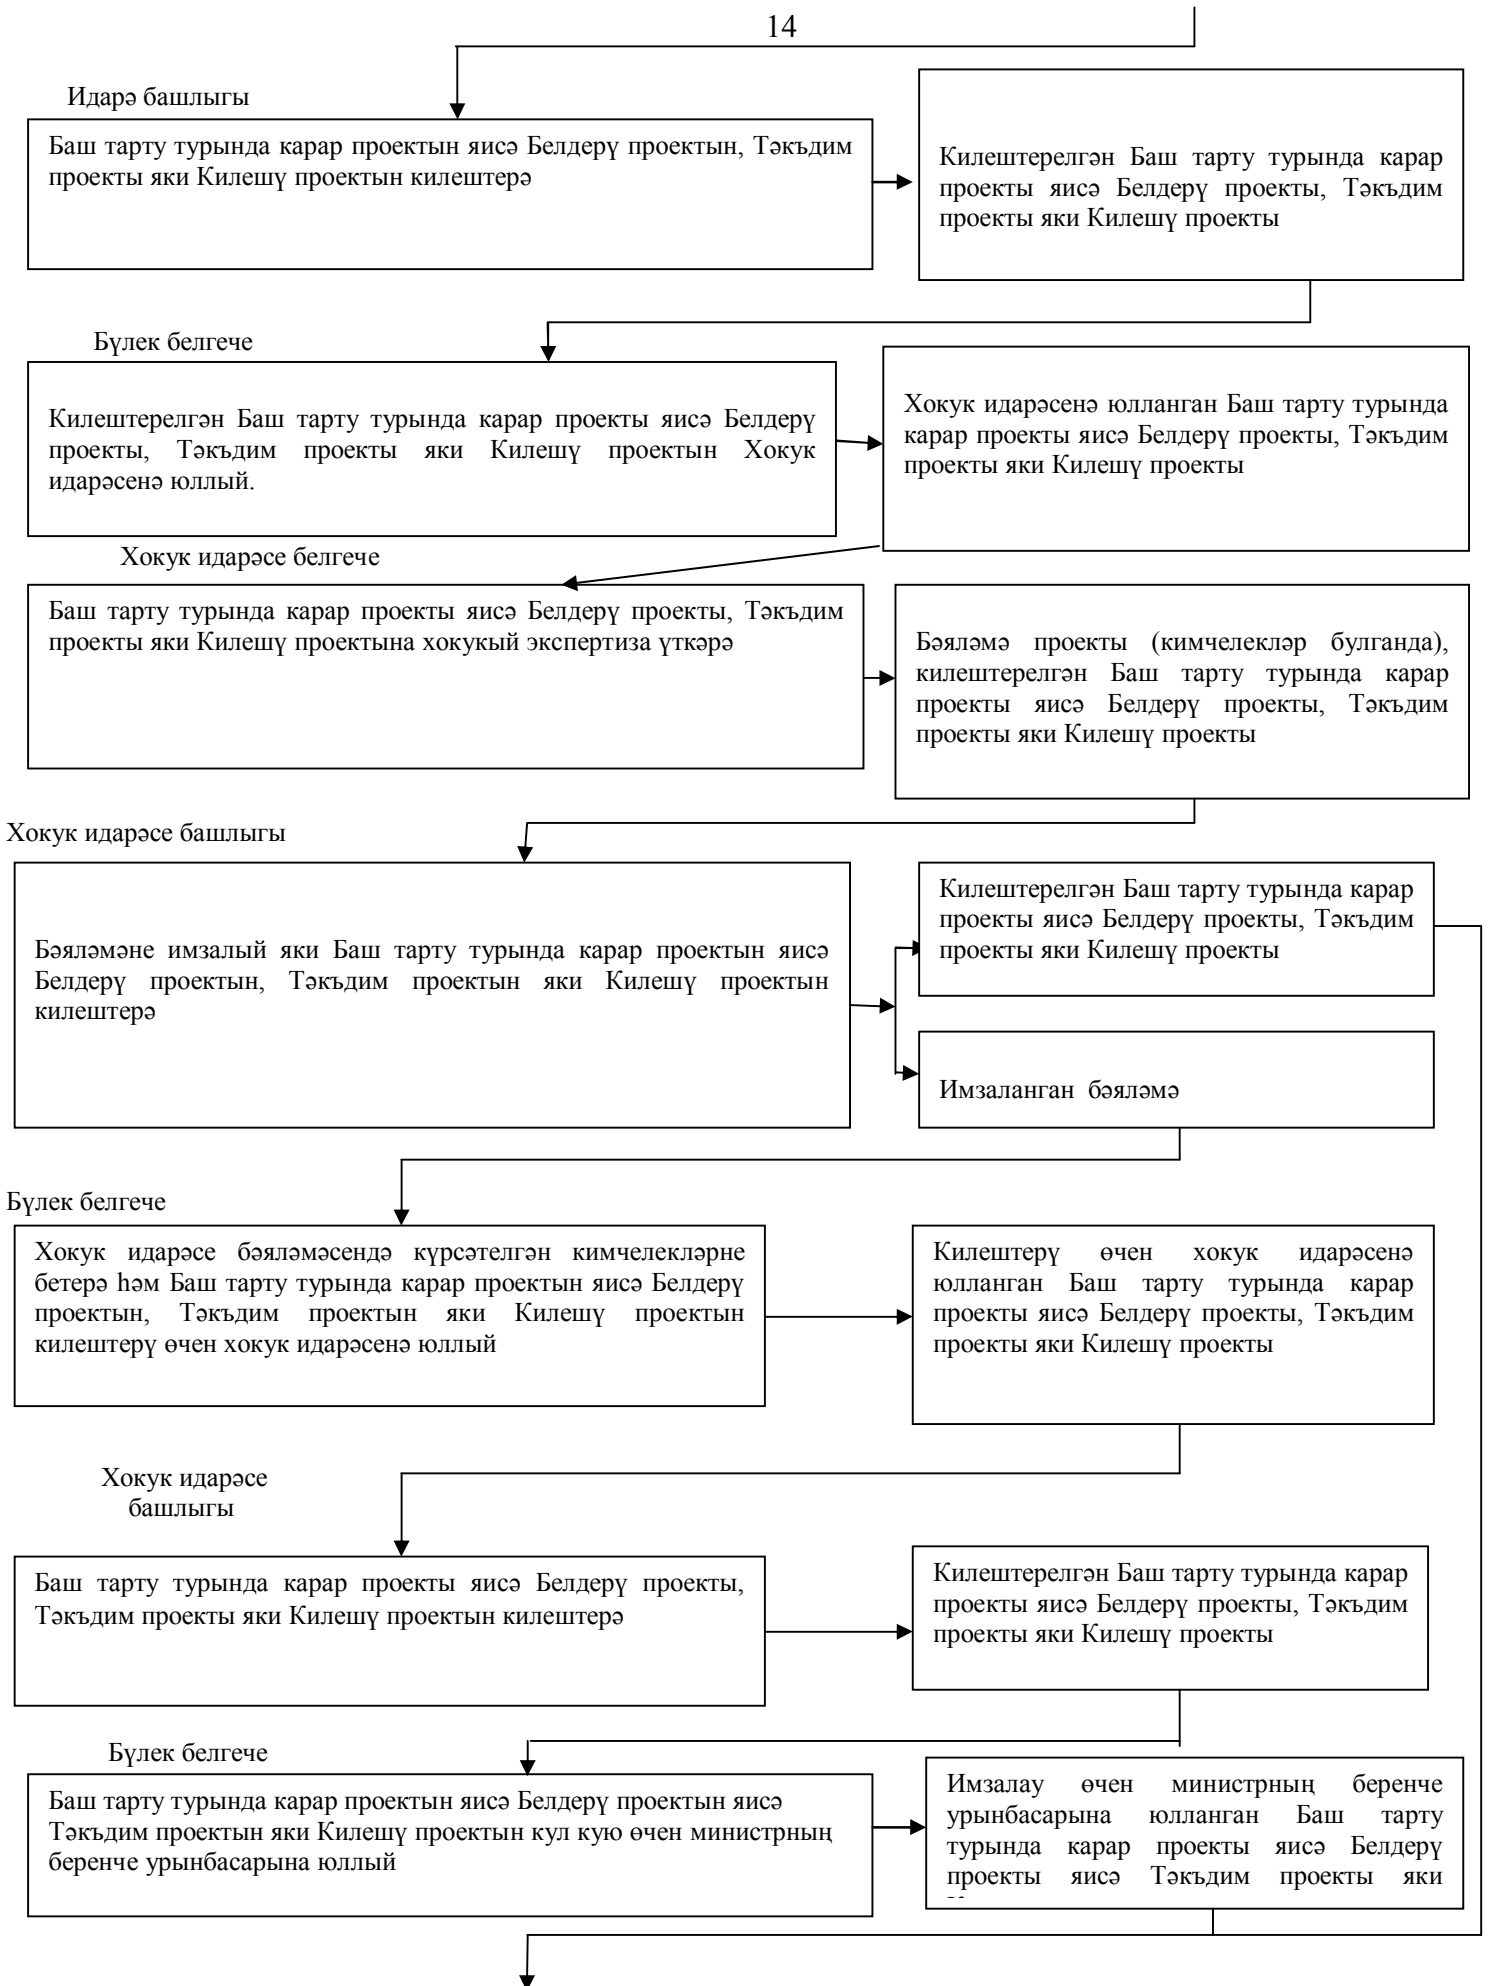 14
Идарә башлыгы
Баш тарту турында карар проектын яисә Белдерү проектын, Тәкъдим
проекты яки Килешү проектын килештерә
Килештерелгән Баш тарту турында карар
проекты яисә Белдерү проекты, Тәкъдим
проекты яки Килешү проекты
Бүлек белгече
Килештерелгән Баш тарту турында карар проекты яисә Белдерү
проекты, Тәкъдим проекты яки Килешү проектын Хокук
идарәсенә юллый.
Хокук идарәсенә юлланган Баш тарту турында
карар проекты яисә Белдерү проекты, Тәкъдим
проекты яки Килешү проекты
Хокук идарәсе белгече
Баш тарту турында карар проекты яисә Белдерү проекты, Тәкъдим
проекты яки Килешү проектына хокукый экспертиза үткәрә
Бәяләмә проекты (кимчелекләр булганда),
килештерелгән Баш тарту турында карар
проекты яисә Белдерү проекты, Тәкъдим
проекты яки Килешү проекты
Хокук идарәсе башлыгы
Бәяләмәне имзалый яки Баш тарту турында карар проектын яисә
Белдерү проектын, Тәкъдим проектын яки Килешү проектын
килештерә
Килештерелгән Баш тарту турында карар
проекты яисә Белдерү проекты, Тәкъдим
проекты яки Килешү проекты
Имзаланган бәяләмә
Бүлек белгече
Хокук идарәсе бәяләмәсендә күрсәтелгән кимчелекләрне
бетерә һәм Баш тарту турында карар проектын яисә Белдерү
проектын, Тәкъдим проектын яки Килешү проектын
килештерү өчен хокук идарәсенә юллый
Килештерү өчен хокук идарәсенә
юлланган Баш тарту турында карар
проекты яисә Белдерү проекты, Тәкъдим
проекты яки Килешү проекты
Хокук идарәсе
башлыгы
Баш тарту турында карар проекты яисә Белдерү проекты,
Тәкъдим проекты яки Килешү проектын килештерә
Килештерелгән Баш тарту турында карар
проекты яисә Белдерү проекты, Тәкъдим
проекты яки Килешү проекты
Бүлек белгече
Баш тарту турында карар проектын яисә Белдерү проектын яисә
Тәкъдим проектын яки Килешү проектын кул кую өчен министрның
беренче урынбасарына юллый
Имзалау өчен министрның беренче
урынбасарына юлланган Баш тарту
турында карар проекты яисә Белдерү
проекты яисә Тәкъдим проекты яки